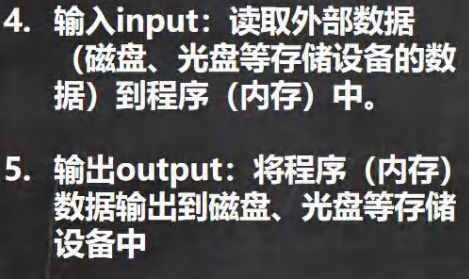 4. 输入input：读取外部数据
（磁盘、光盘等存储设备的数
据）到程序（内存）中。
5. 输出output：将程序（内存）
数据输出到磁盘、光盘等存储
设备中